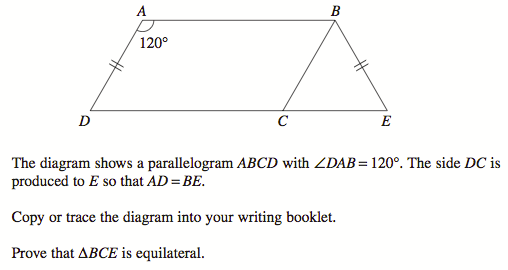 A
B
120°
D
C
E
The diagram shows a parallelogram ABCD with ∠DAB = 120°. The side DC is
produced to E so that AD = BE.
Copy or trace the diagram into your writing booklet.
Prove that ΔBCE is equilateral.